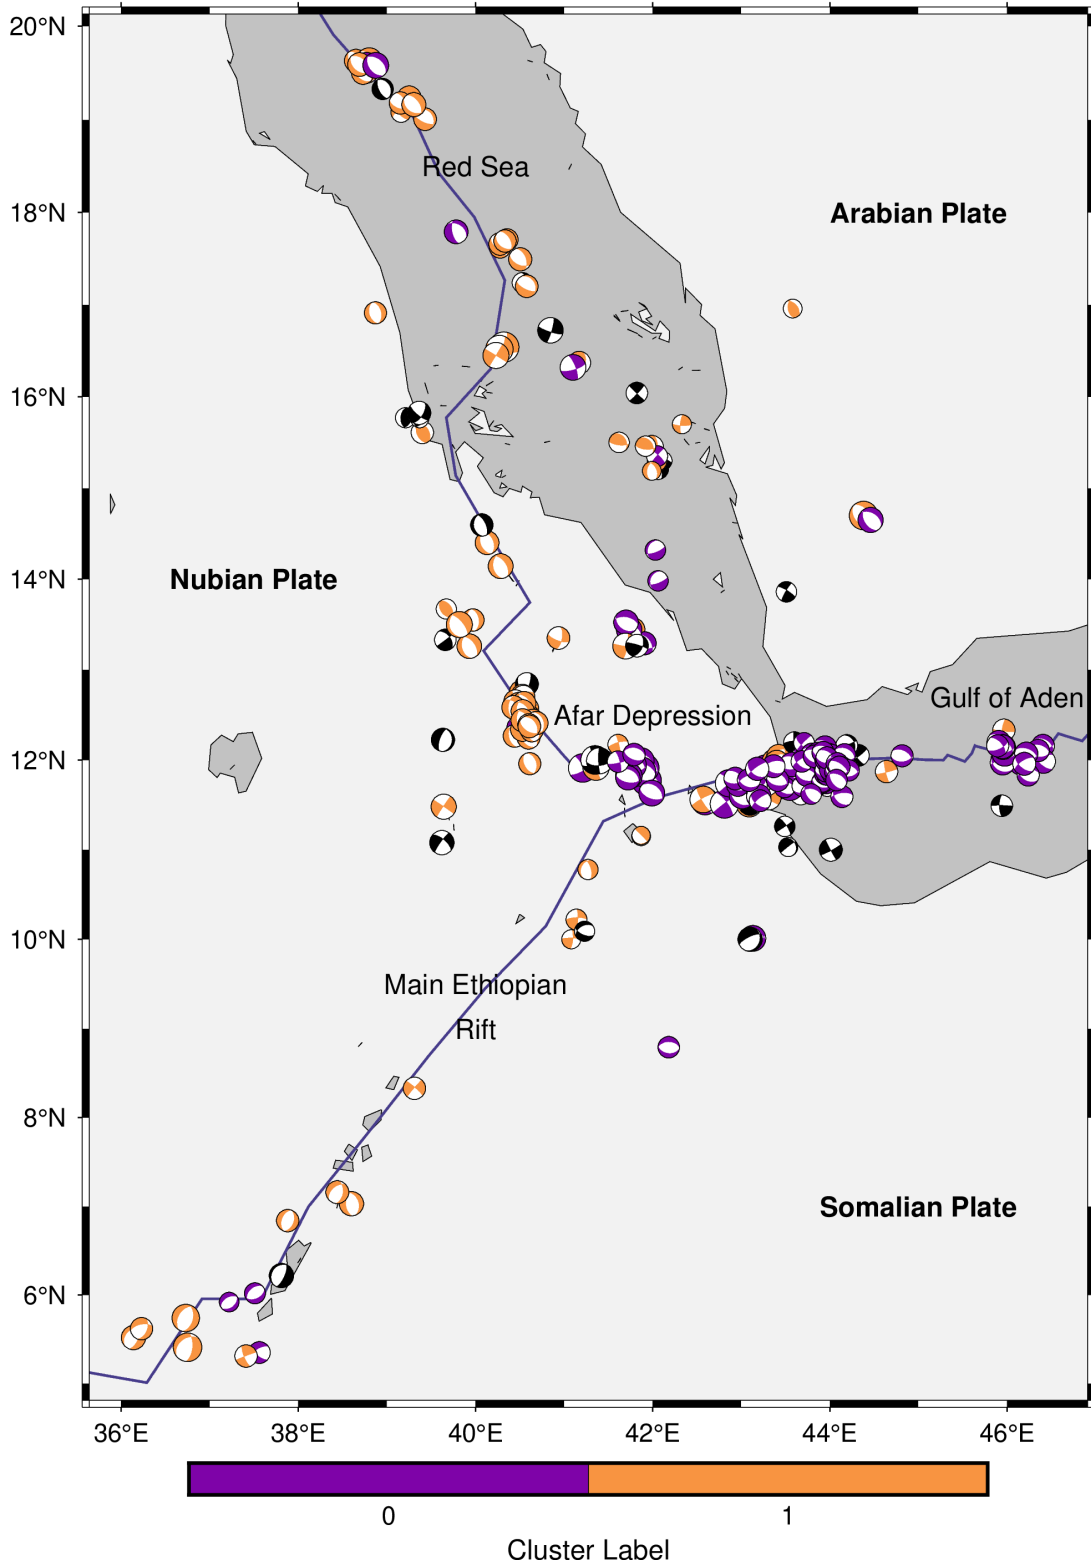 20°N
Red Sea
18°N
Arabian Plate
16°N
14°N
Nubian Plate
Gulf of Aden
Afar Depression
12°N
10°N
Main Ethiopian
Rift
8°N
Somalian Plate
6°N
36°E 38°E 40°E 42°E 44°E 46°E
0 1
Cluster Label